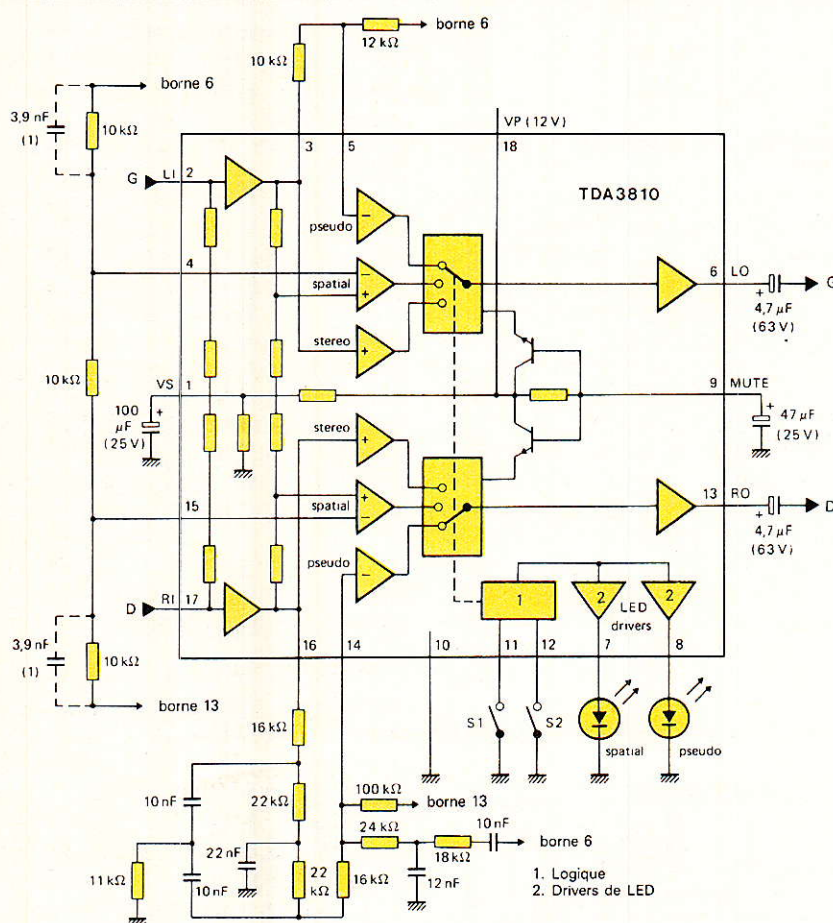 borne 6
12 kΩ
10 kΩ
borne 6
3,9 nF
(1)
10 kΩ
VP (12 V)
3
5
18
TDA3810
G
LI
2
pseudo
4
spatial
6
LO
G
4,7 µF
(63 V)
stereo
10 kΩ
VS
1
9
MUTE
100
µF
(25 V)
47 µF
(25 V)
stereo
15
spatial
13
RO
D
4,7 µF
(63 V)
pseudo
1
2
2
LED
drivers
D
RI
17
3,9 nF
(1)
10 kΩ
16
14
10
11
12
7
8
borne 13
S1
S2
16 kΩ
spatial
pseudo
10 nF
22 kΩ
100 kΩ
borne 13
24 kΩ
10 nF
borne 6
18 kΩ
22 nF
11 kΩ
10 nF
22
kΩ
16 kΩ
12 nF
1. Logique
2. Drivers de LED